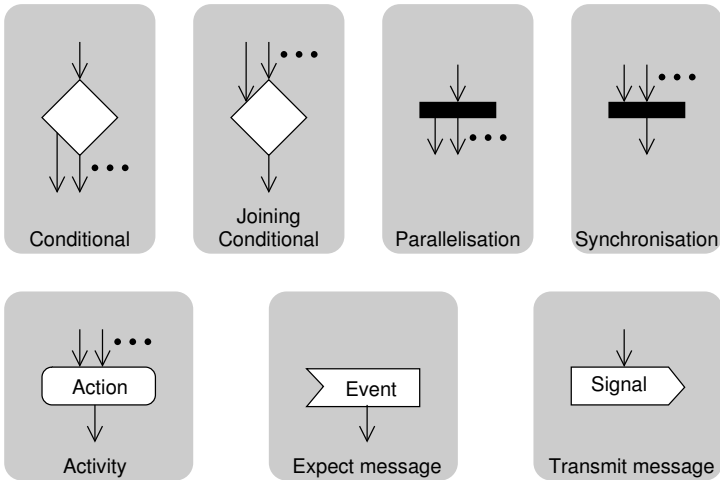 Conditional
Joining
Conditional
Parallelisation
Synchronisation
Action
Activity
Event
Expect message
Signal
Transmit message